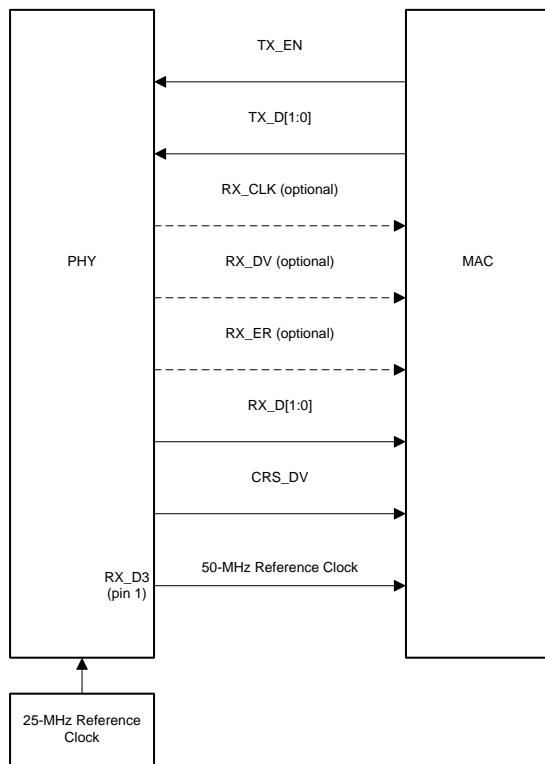 TX_EN
TX_D[1:0]
RX_CLK (optional)
PHY
RX_DV (optional)
MAC
RX_ER (optional)
RX_D[1:0]
CRS_DV
RX_D3
(pin 1)
50-MHz Reference Clock
25-MHz Reference
Clock